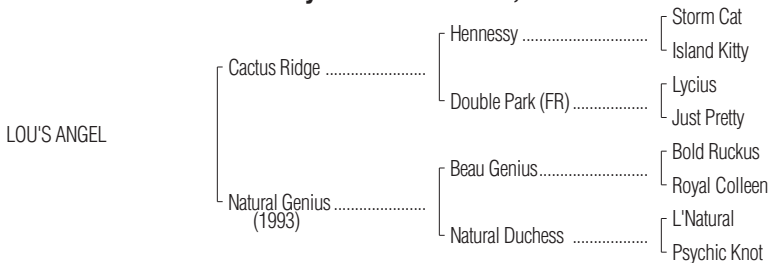 Storm Cat
Hennessy ................................
Island Kitty
Cactus Ridge .........................
Lycius
Double Park (FR) ...................
Just Pretty
LOU'S ANGEL
Bold Ruckus
Beau Genius...........................
Royal Colleen
Natural Genius .......................
(1993)
L'Natural
Natural Duchess ...................
Psychic Knot